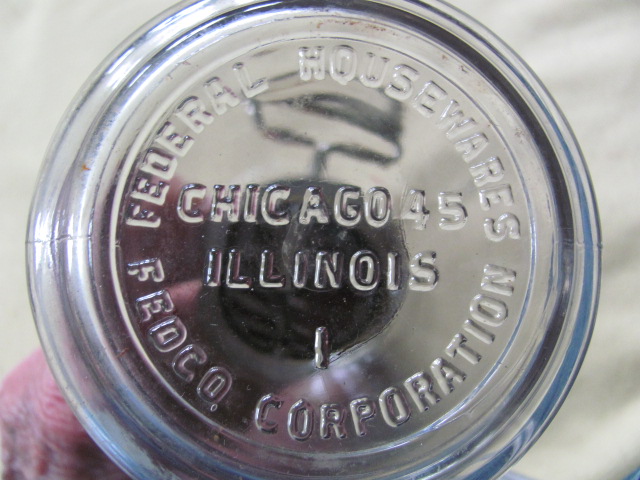 FEDERAL HOUSEWARES
CHICAGO 45
ILLINOIS
1
FEDCO. CORPORATION